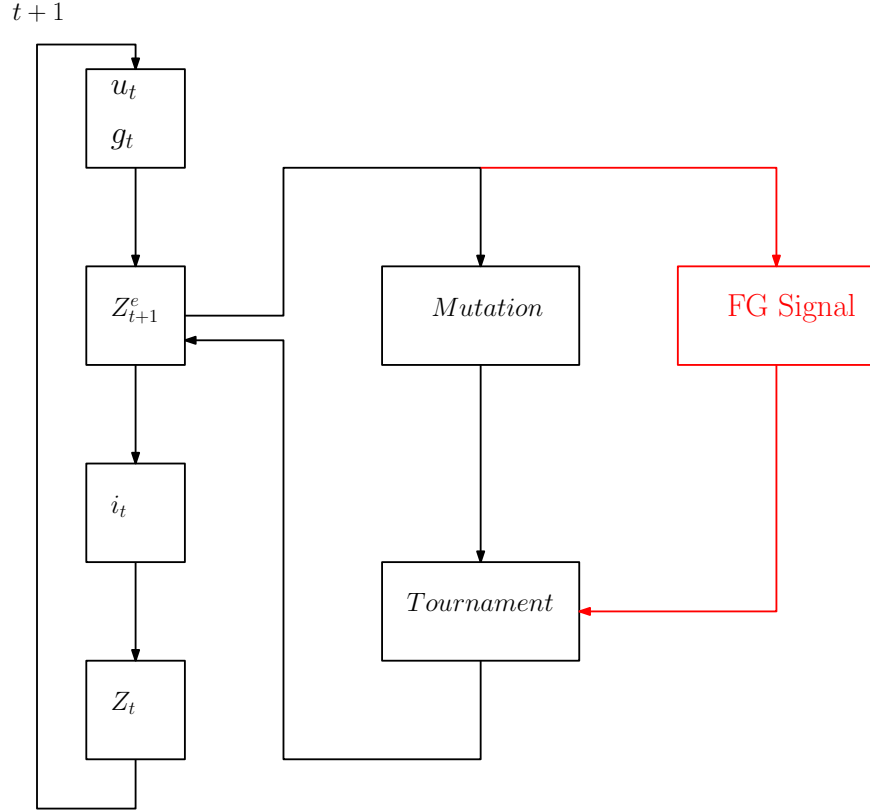 t + 1
u_t
g_t
Z^e_{t+1}
Mutation
FG Signal
i_t
Tournament
Z_t